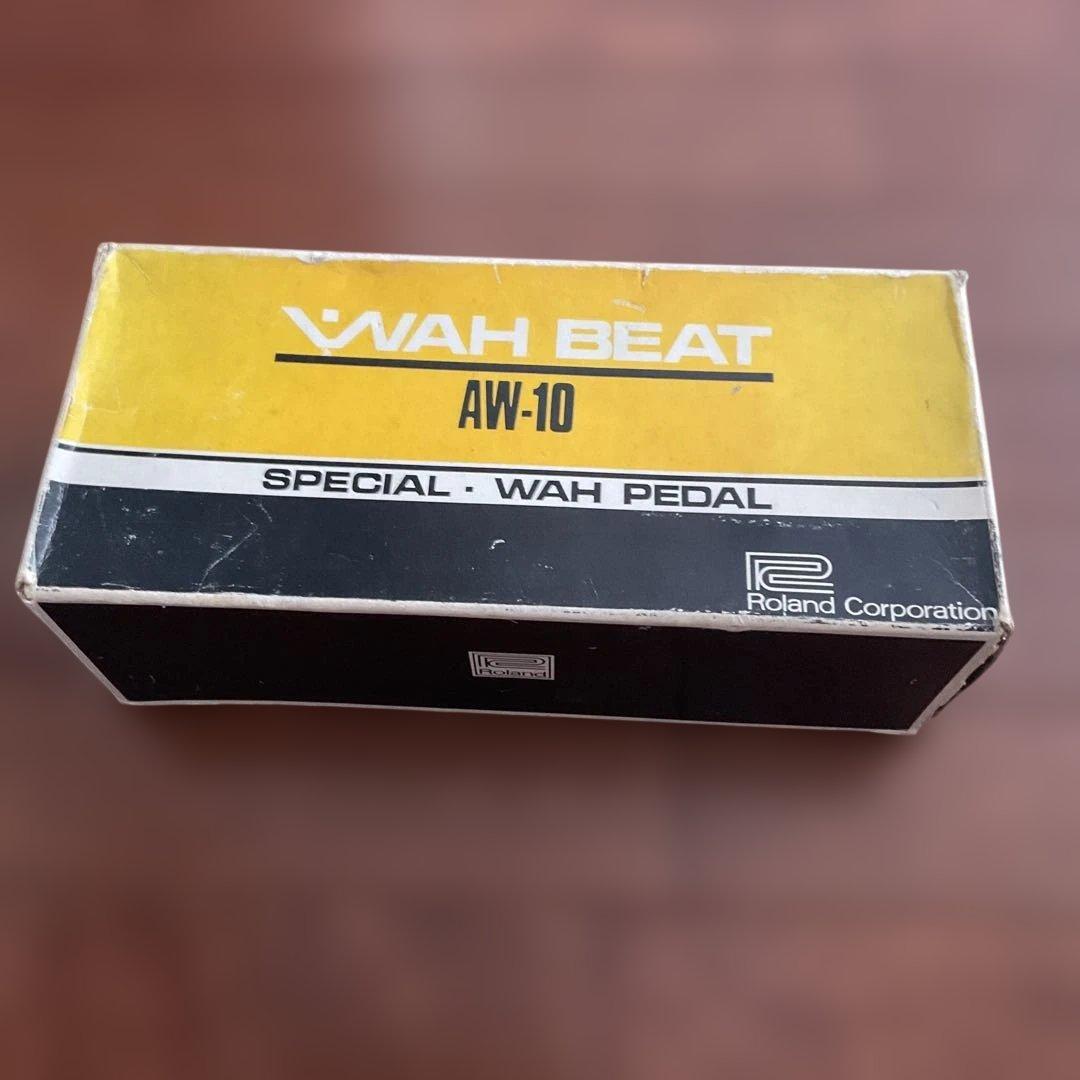 WAH BEAT
AW-10
SPECIAL · WAH PEDAL
Roland Corporation
Roland